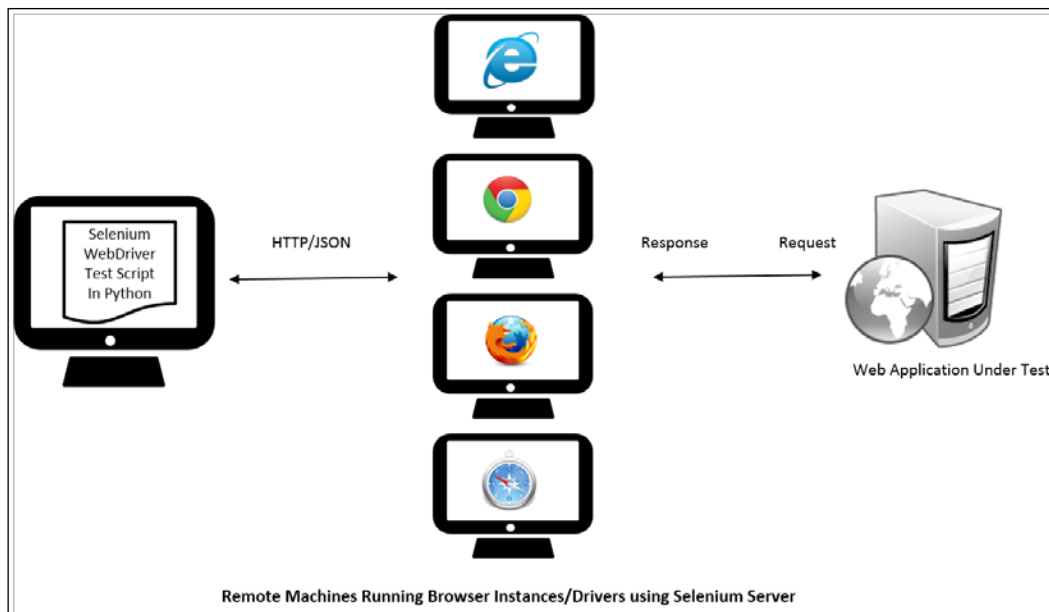 Selenium
WebDriver
Test Script
In Python
HTTP/JSON
Response
Request
Web Application Under Test
Remote Machines Running Browser Instances/Drivers using Selenium Server